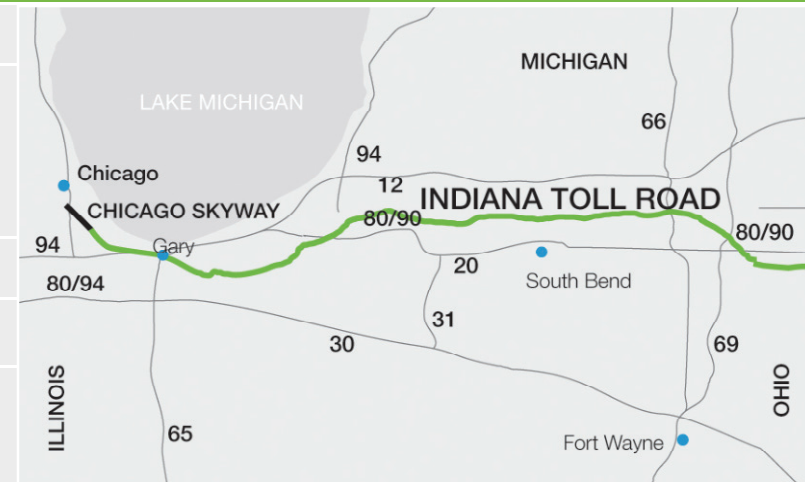 MICHIGAN
LAKE MICHIGAN
66
94
Chicago
12
INDIANA TOLL ROAD
CHICAGO SKYWAY
80/90
80/90
94
Gary
20
80/94
South Bend
31
30
69
ILLINOIS
OHIO
65
Fort Wayne